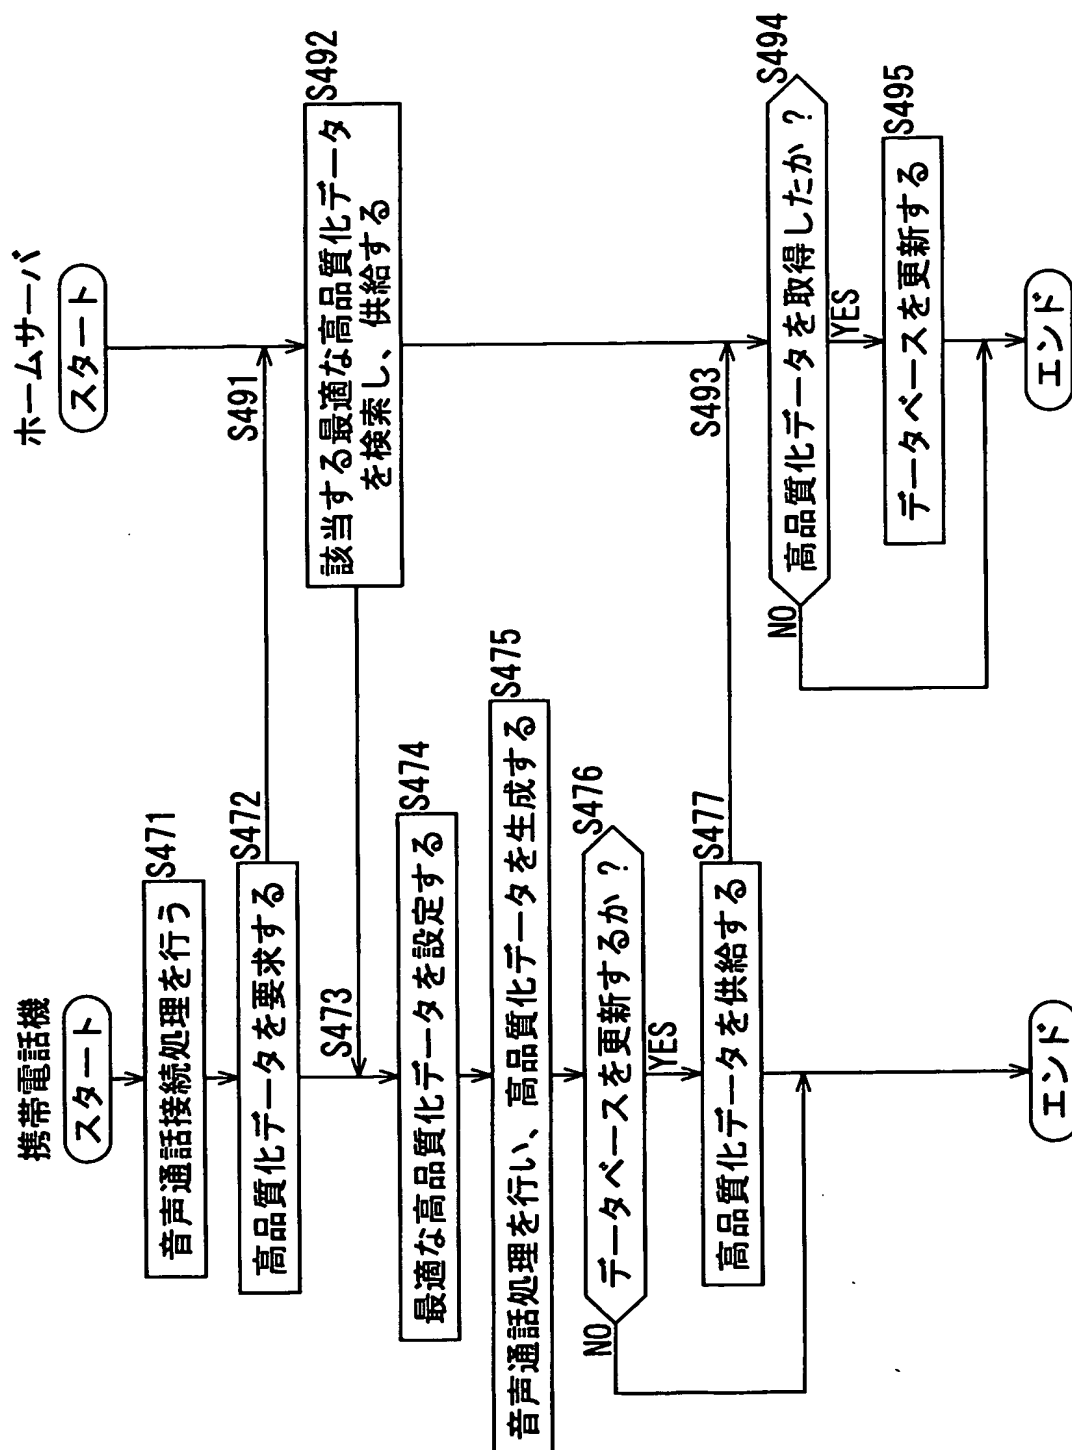 携帯電話機
スタート
S471
音声通話接続処理を行う
S472
高品質化データを要求する
S473
S474
最適な高品質化データを設定する
S475
音声通話処理を行い、高品質化データを生成する
S476
データベースを更新するか?
NO
YES
S477
高品質化データを供給する
エンド
ホームサーバ
スタート
S491
S492
該当する最適な高品質化データ
を検索し、供給する
S493
S494
高品質化データを取得したか?
NO
YES
S495
データベースを更新する
エンド